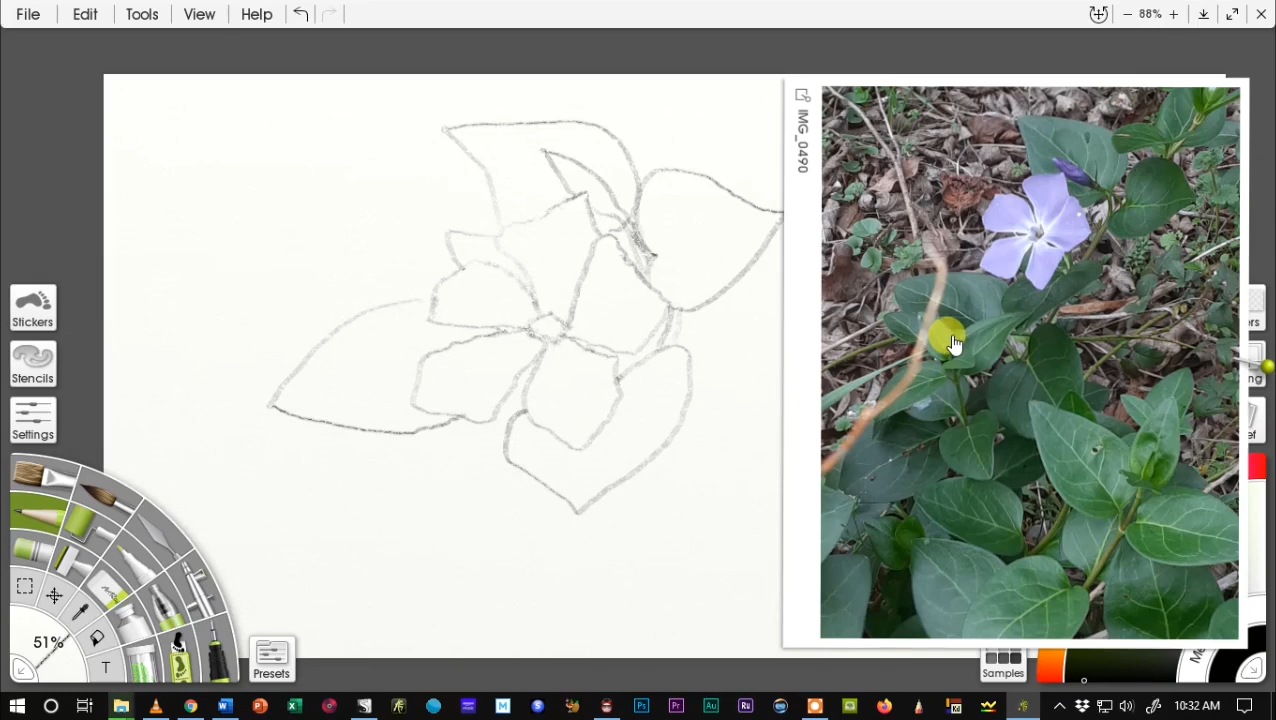 File Edit Tools View Help 88%
IMG_0490
Stickers
Stencils
Settings
51%
T
Presets
Samples
10:32 AM